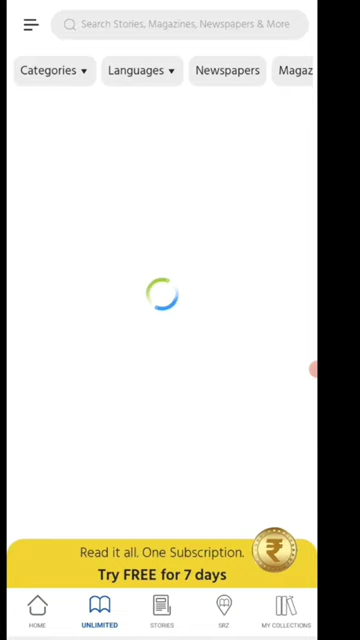 Search Stories, Magazines, Newspapers & More
Categories ▾ Languages ▾ Newspapers Magaz
Read it all. One Subscription.
₹
Try FREE for 7 days
HOME UNLIMITED STORIES SRZ MY COLLECTIONS